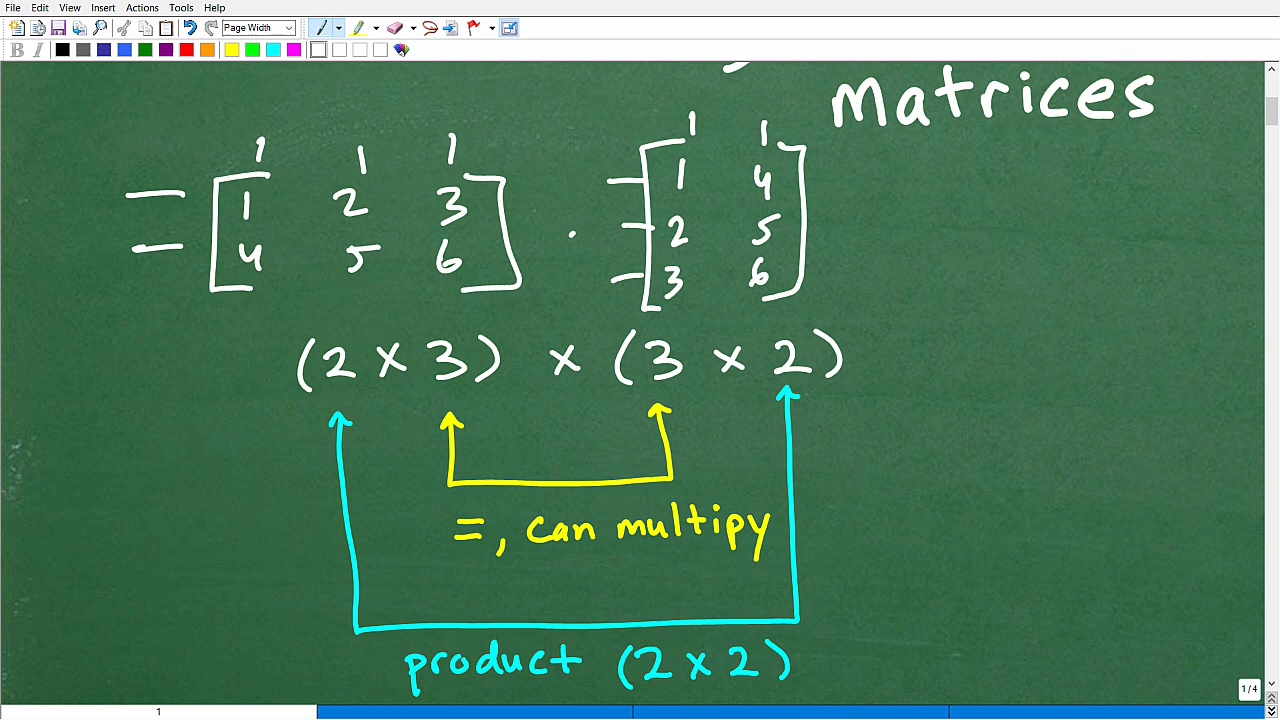 File Edit View Insert Actions Tools Help
Page Width
B I
Matrices
1 1 1 1 1
1 2 3 1 4
4 5 6 · 2 5
3 6
(2 x 3) x (3 x 2)
=, can multipy
product (2 x 2)
1 / 4
1